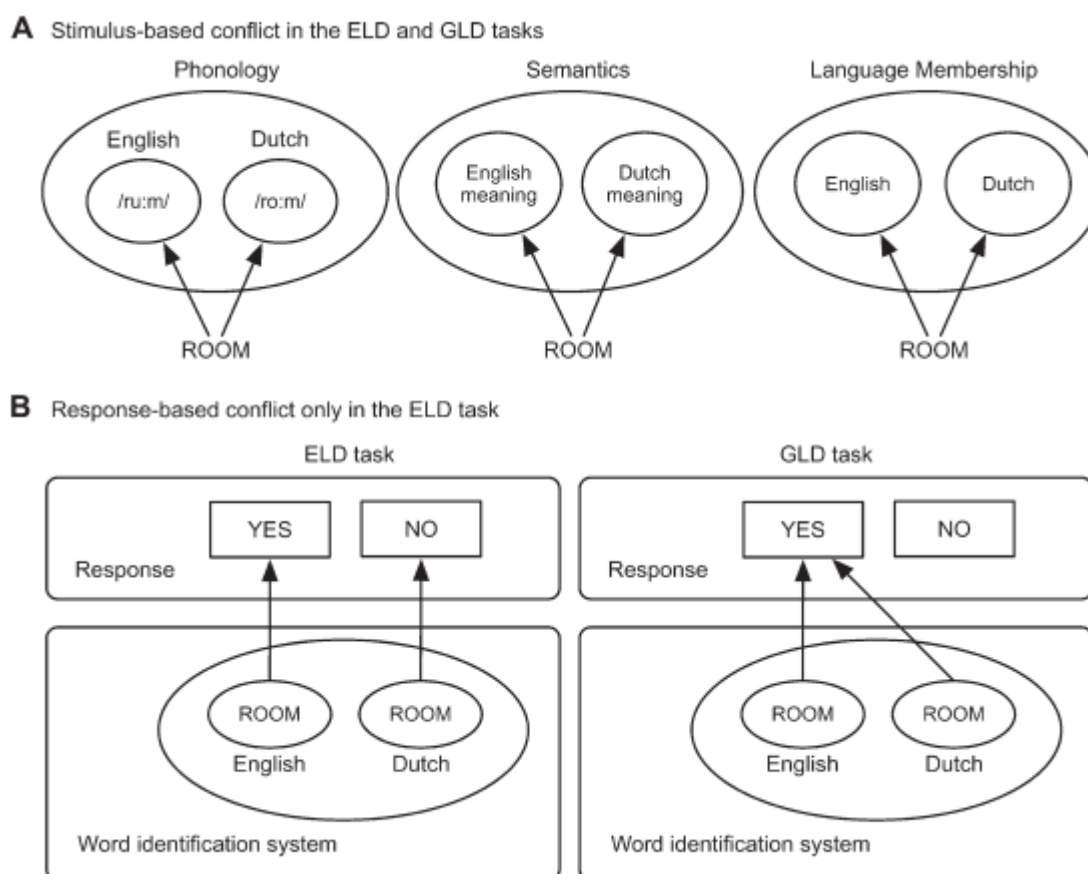 A Stimulus-based conflict in the ELD and GLD tasks
Phonology Semantics Language Membership
English Dutch
/ru:m/ /ro:m/ English meaning Dutch meaning English Dutch
ROOM ROOM ROOM
B Response-based conflict only in the ELD task
ELD task GLD task
YES NO YES NO
Response Response
ROOM ROOM ROOM ROOM
English Dutch English Dutch
Word identification system Word identification system